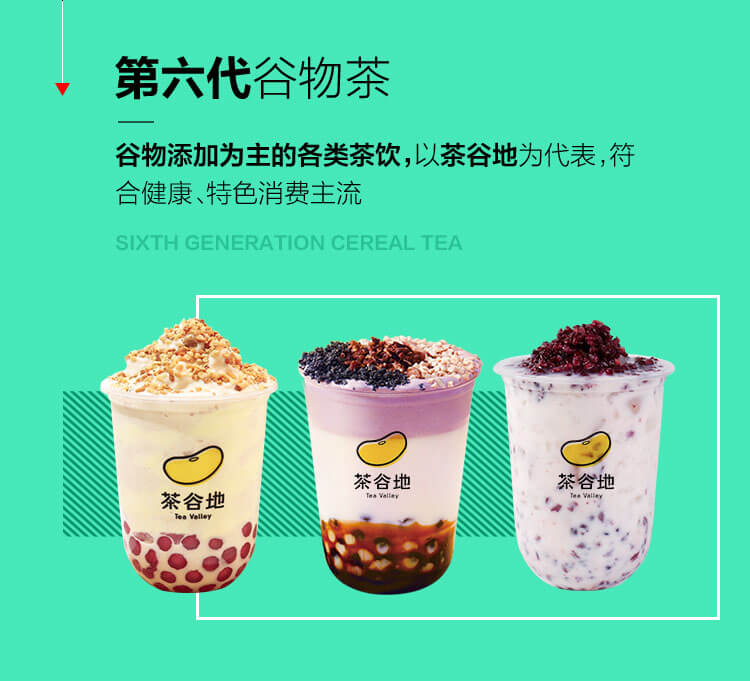 第六代谷物茶
谷物添加为主的各类茶饮,以茶谷地为代表,符
合健康、特色消费主流
SIXTH GENERATION CEREAL TEA
茶谷地
Tea Valley
茶谷地
Tea Valley
茶谷地
Tea Valley